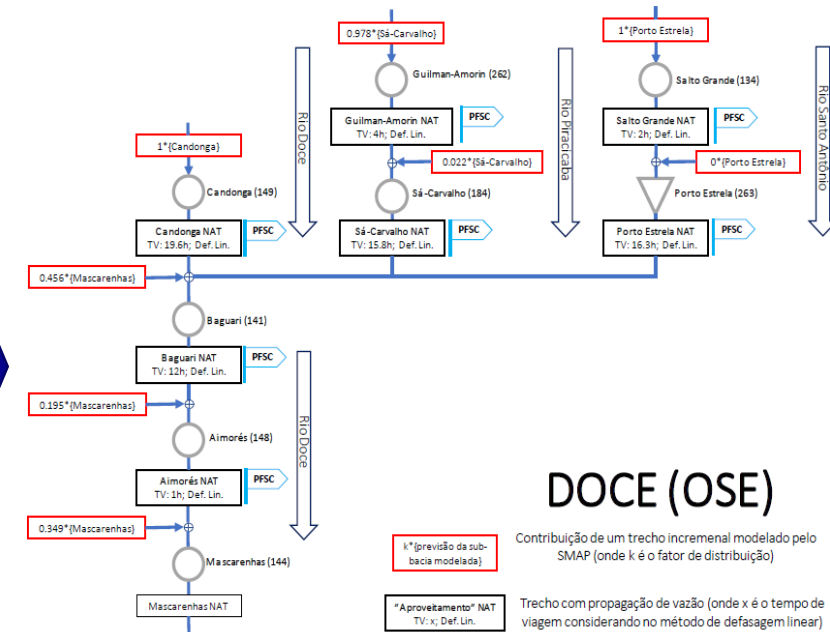 0.978*{Sá-Carvalho}
1*{Porto Estrela}
Guilman-Amorin (262)
Salto Grande (134)
Rio Doce
Guilman-Amorin NAT
TV: 4h; Def. Lin.
PFSC
Rio Piracicaba
Salto Grande NAT
TV: 2h; Def. Lin.
PFSC
Rio Santo Antônio
1*{Candonga}
0.022*{Sá-Carvalho}
0*{Porto Estrela}
Candonga (149)
Sá-Carvalho (184)
Porto Estrela (263)
Candonga NAT
TV: 19.6h; Def. Lin.
PFSC
Sá-Carvalho NAT
TV: 15.8h; Def. Lin.
PFSC
Porto Estrela NAT
TV: 16.3h; Def. Lin.
PFSC
0.456*{Mascarenhas}
Baguari (141)
Baguari NAT
TV: 12h; Def. Lin.
PFSC
Rio Doce
0.195*{Mascarenhas}
Aimorés (148)
Aimorés NAT
TV: 1h; Def. Lin.
PFSC
0.349*{Mascarenhas}
Mascarenhas (144)
Mascarenhas NAT
DOCE (OSE)
k*{previsão da sub-
bacia modelada}
Contribuição de um trecho incremenal modelado pelo
SMAP (onde k é o fator de distribuição)
"Aproveitamento" NAT
TV: x; Def. Lin.
Trecho com propagação de vazão (onde x é o tempo de
viagem considerando no método de defasagem linear)